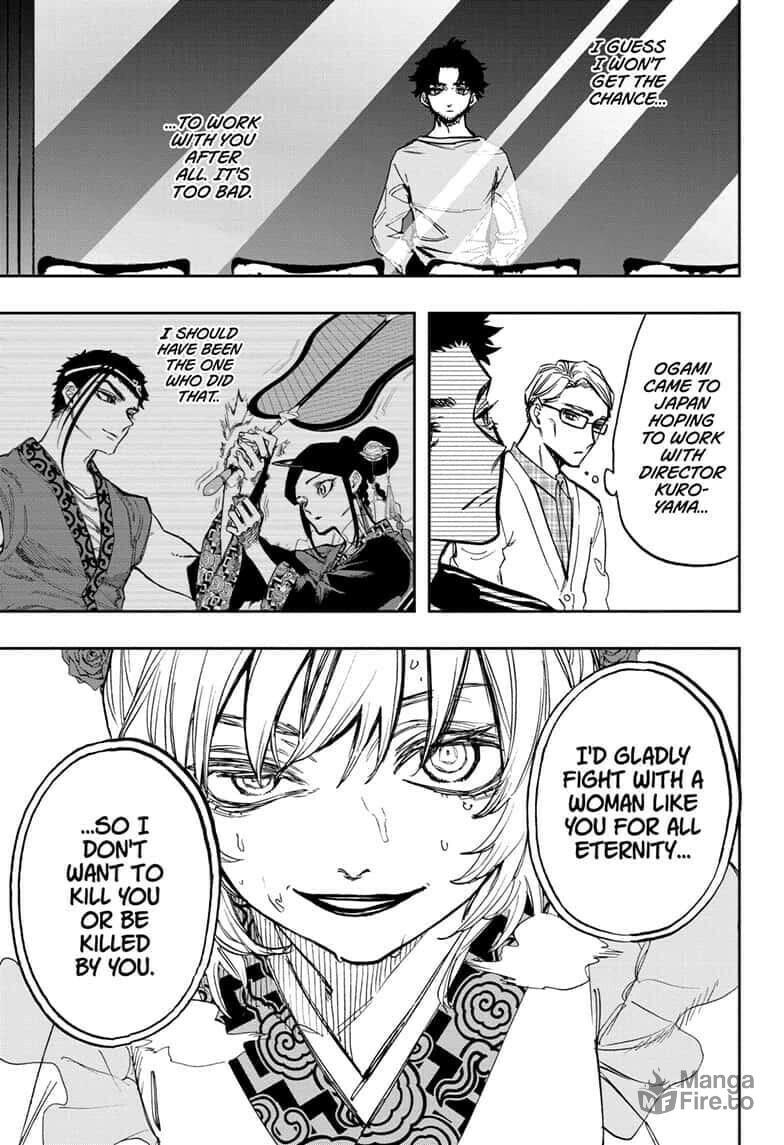 I GUESS
I WON'T
GET THE
CHANCE...
...TO WORK
WITH YOU
AFTER
ALL. IT'S
TOO BAD.
OGAMI
CAME TO
JAPAN
HOPING
TO WORK
WITH
DIRECTOR
KURO-
YAMA...
I SHOULD
HAVE BEEN
THE ONE
WHO DID
THAT.
I'D GLADLY
FIGHT WITH A
WOMAN LIKE
YOU FOR ALL
ETERNITY...
...SO I
DON'T
WANT TO
KILL YOU
OR BE
KILLED
BY YOU.
MF
Manga
Fire.to